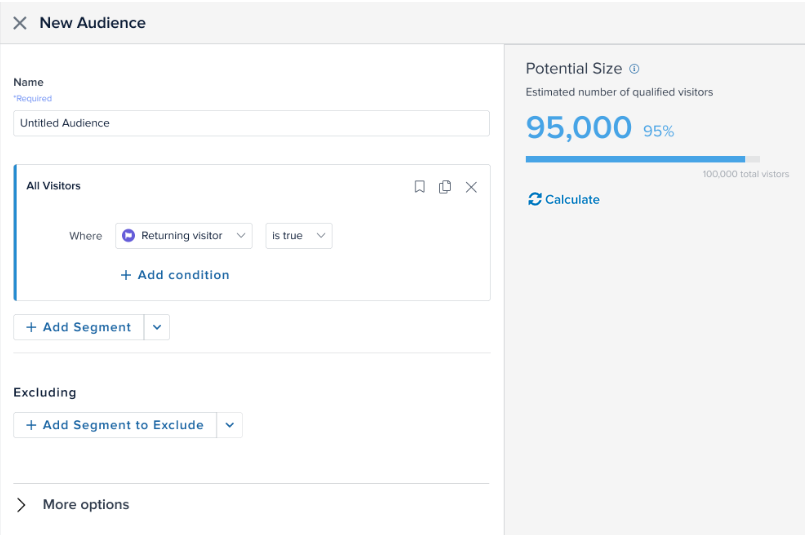 New Audience
Name
*Required
Untitled Audience
All Visitors
Where Returning visitor is true
+ Add condition
+ Add Segment
Excluding
+ Add Segment to Exclude
More options
Potential Size
Estimated number of qualified visitors
95,000 95%
100,000 total vistors
Calculate